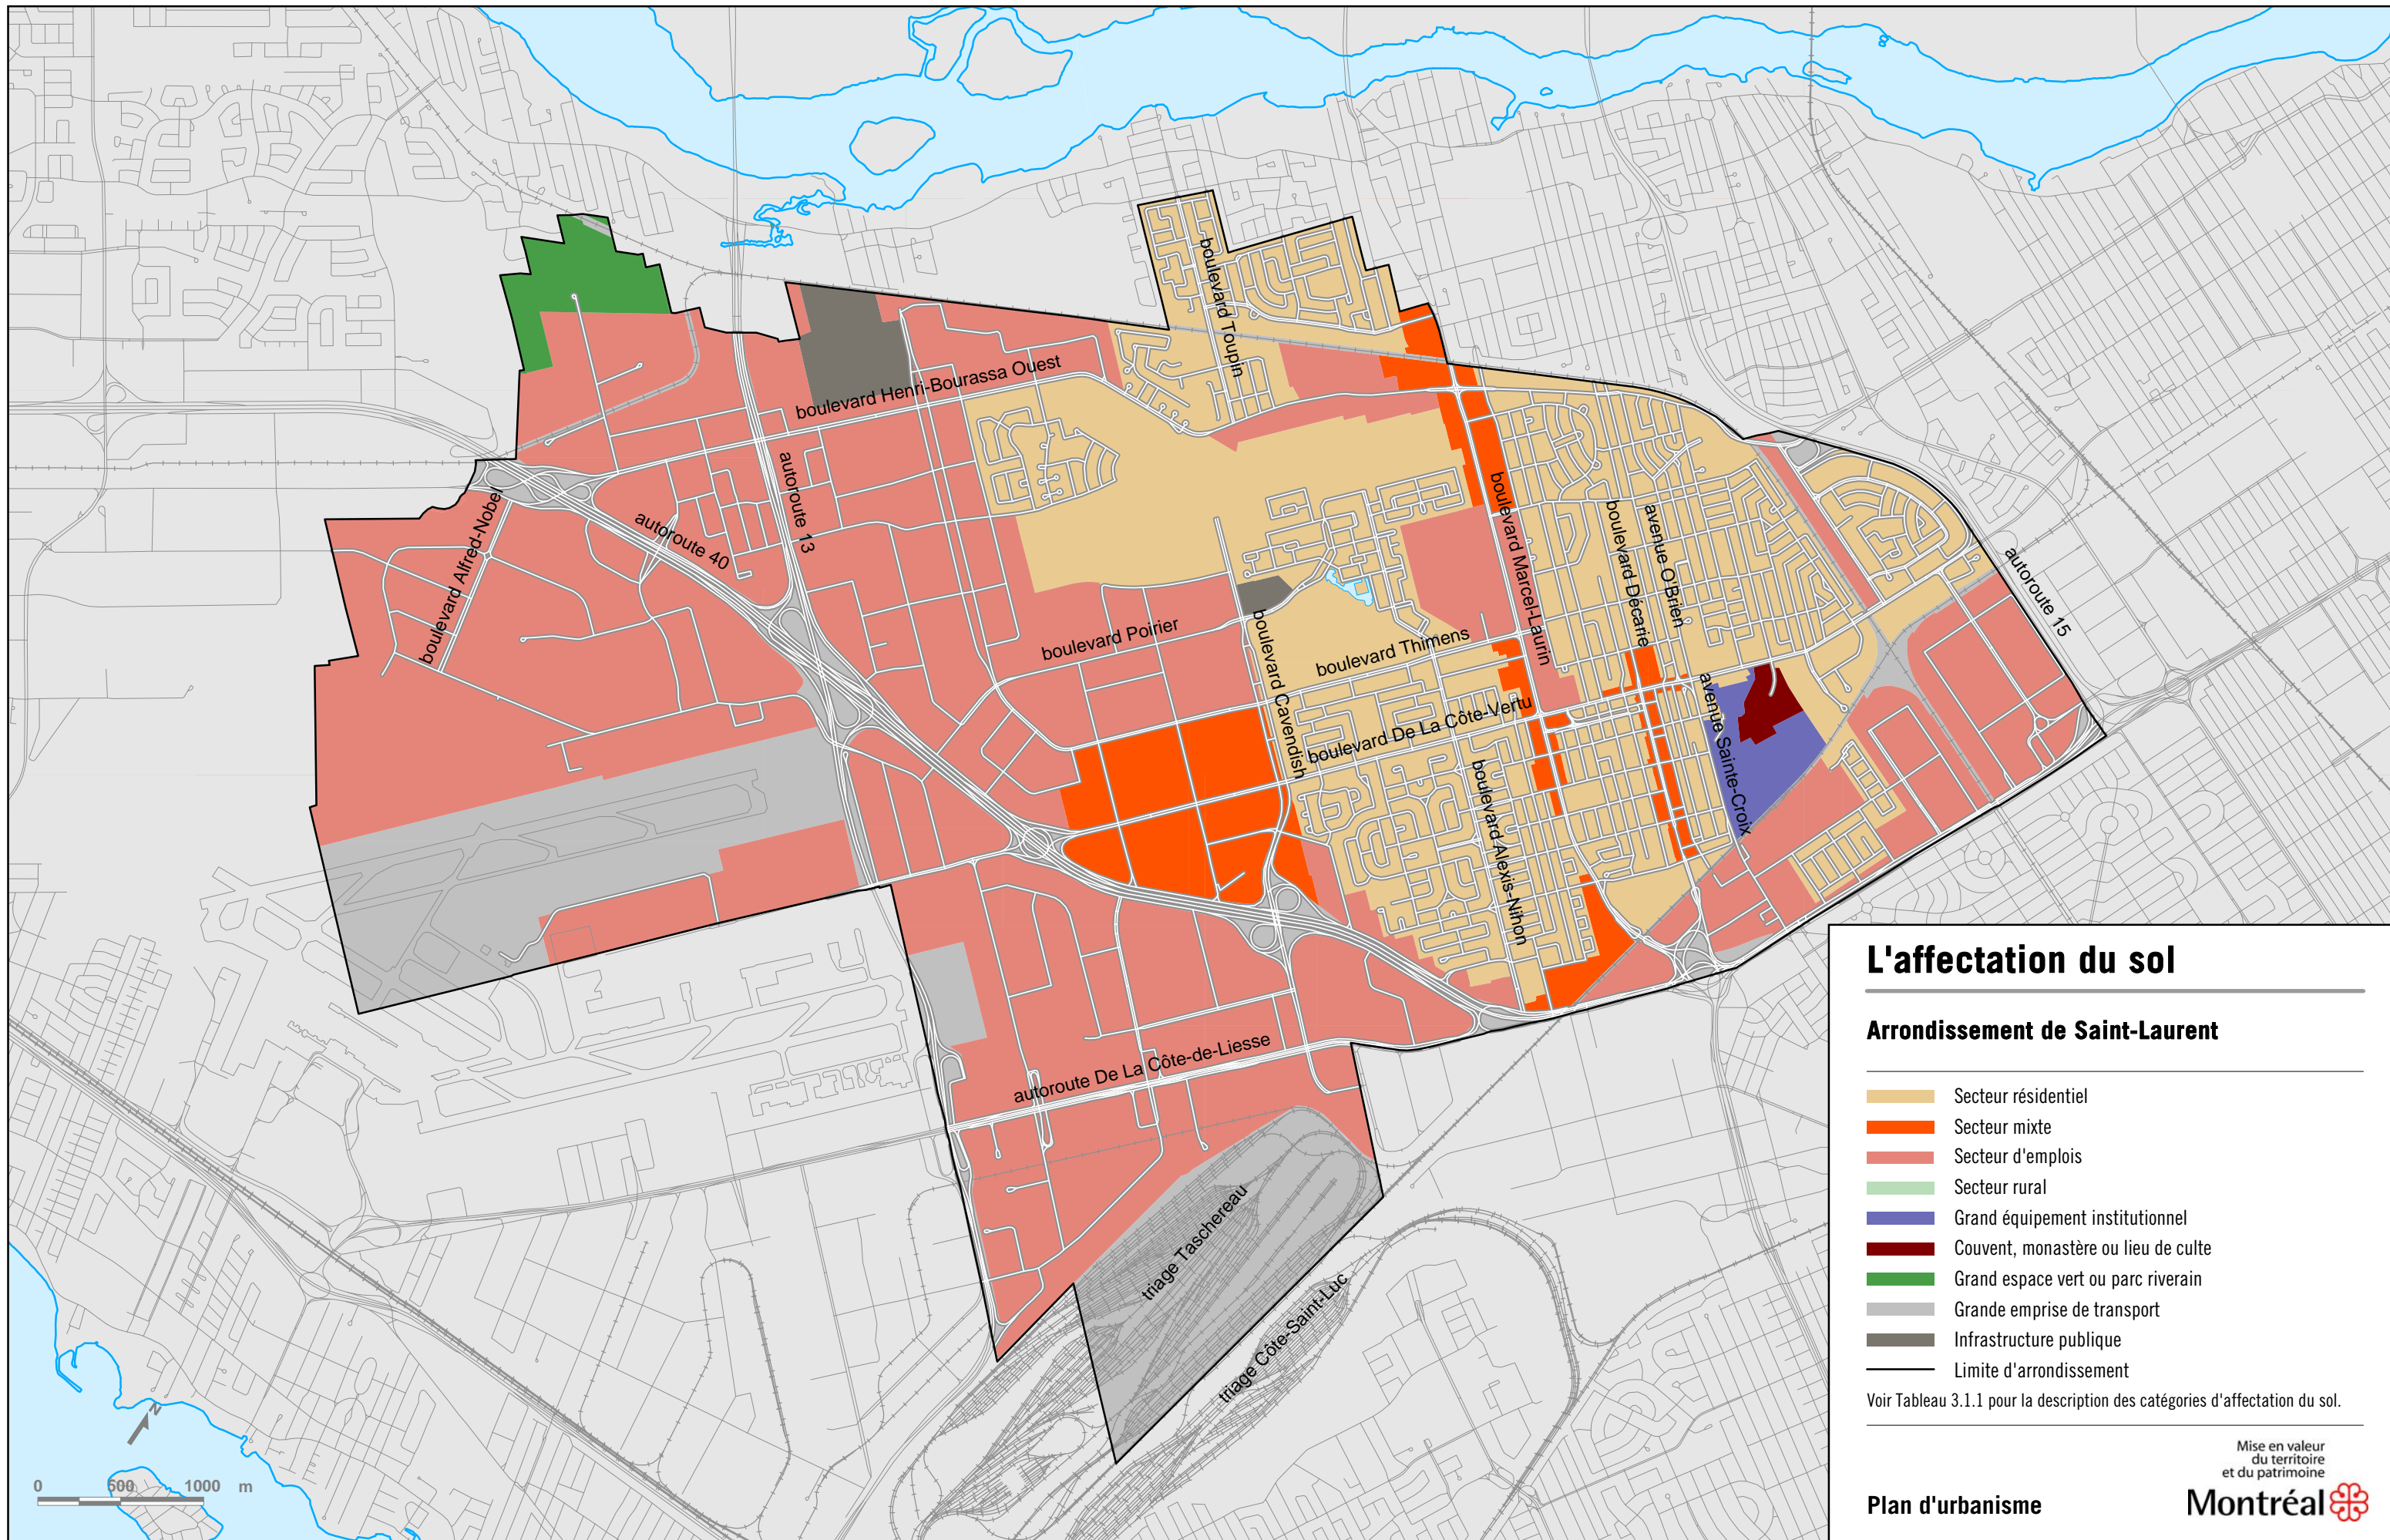 boulevard Toupin
boulevard Henri-Bourassa Ouest
autoroute 13
autoroute 40
boulevard Alfred-Nobel
boulevard Marcel-Laurin
boulevard Décarie
avenue O'Brien
autoroute 15
boulevard Poirier
boulevard Cavendish
boulevard Thimens
boulevard De La Côte-Vertu
avenue Sainte-Croix
boulevard Alexis-Nihon
autoroute De La Côte-de-Liesse
triage Taschereau
triage Côte-Saint-Luc
N
0 500 1000 m
L'affectation du sol
Arrondissement de Saint-Laurent
Secteur résidentiel
Secteur mixte
Secteur d'emplois
Secteur rural
Grand équipement institutionnel
Couvent, monastère ou lieu de culte
Grand espace vert ou parc riverain
Grande emprise de transport
Infrastructure publique
Limite d'arrondissement
Voir Tableau 3.1.1 pour la description des catégories d'affectation du sol.
Mise en valeur
du territoire
et du patrimoine
Plan d'urbanisme
Montréal